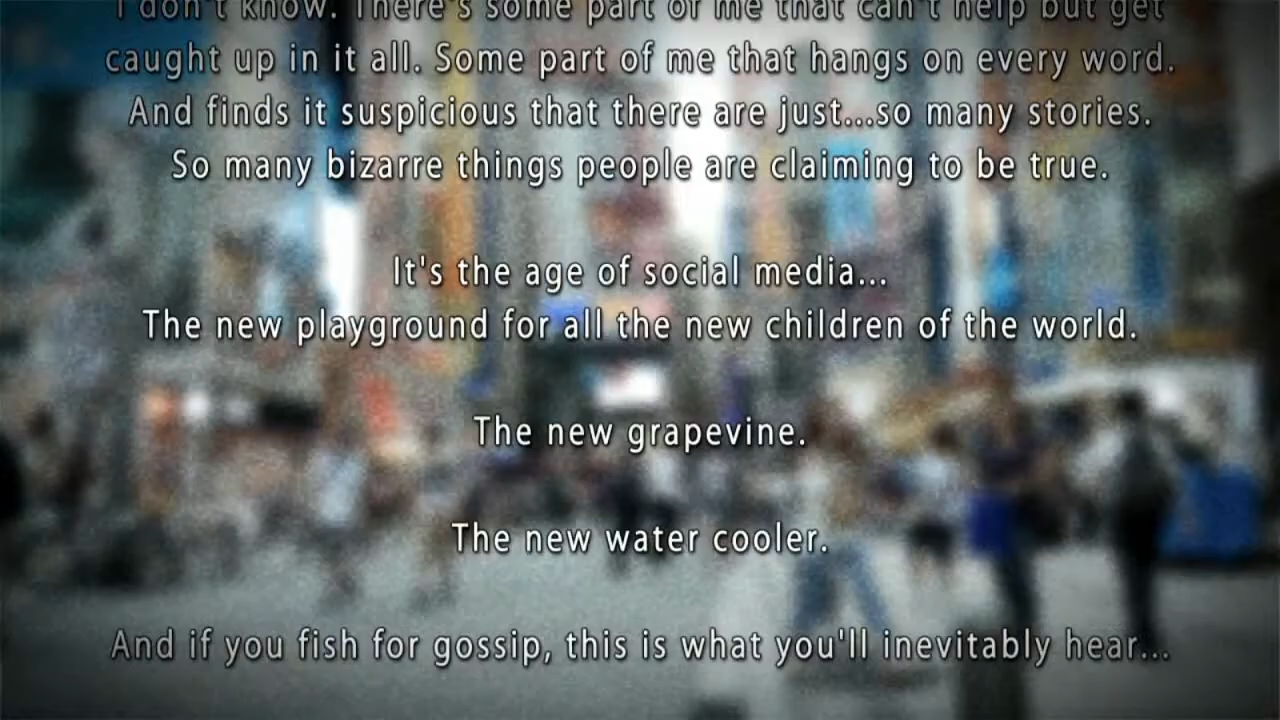 I don't know. There's some part of me that can't help but get
caught up in it all. Some part of me that hangs on every word.
And finds it suspicious that there are just...so many stories.
So many bizarre things people are claiming to be true.
It's the age of social media...
The new playground for all the new children of the world.
The new grapevine.
The new water cooler.
And if you fish for gossip, this is what you'll inevitably hear...